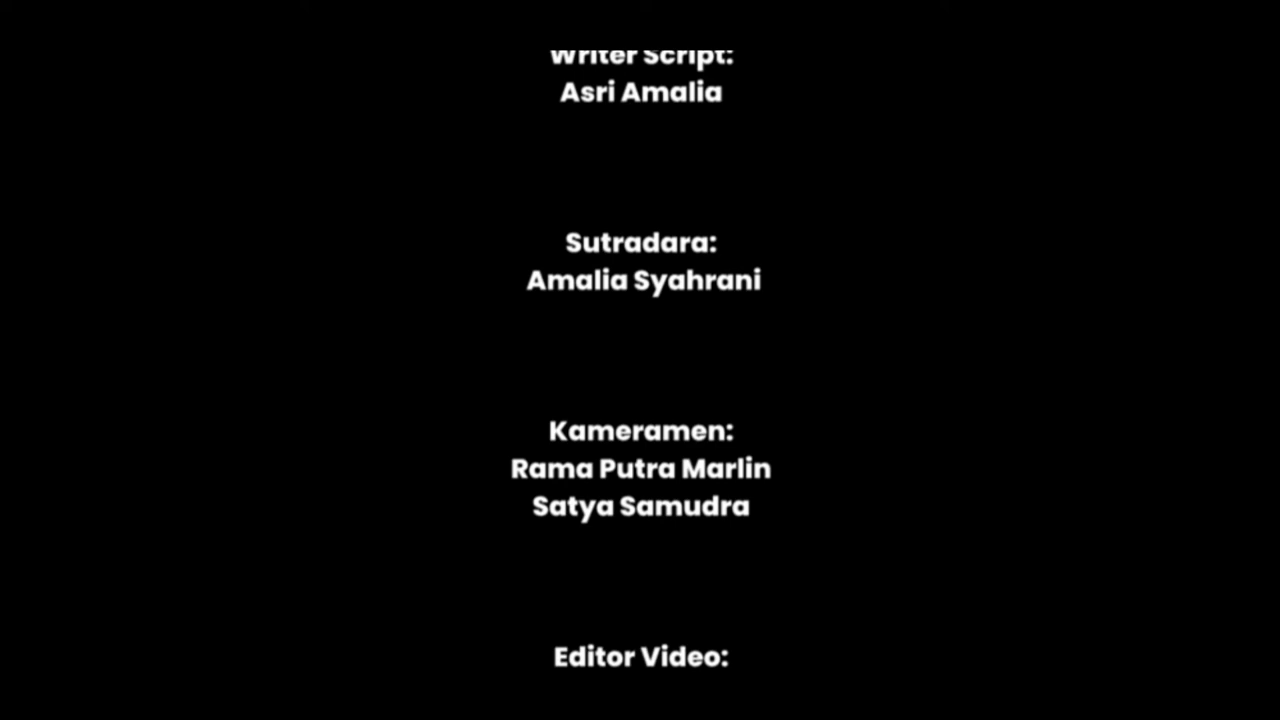 Writer Script:
Asri Amalia
Sutradara:
Amalia Syahrani
Kameramen:
Rama Putra Marlin
Satya Samudra
Editor Video: